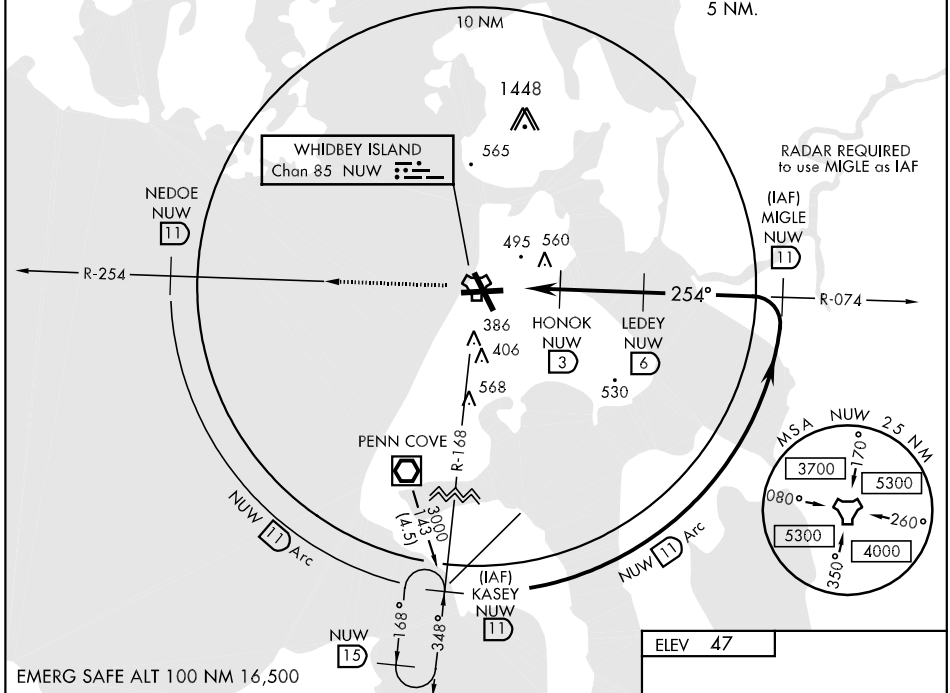 5 NM.
10 NM
1448
565
WHIDBEY ISLAND
Chan 85 NUW
RADAR REQUIRED
to use MIGLE as IAF
(IAF)
MIGLE
NUW
11
NEDOE
NUW
11
495 560
R-254
254°
R-074
HONOK
NUW
3
LEDEY
NUW
6
386
406
568
530
R-168
PENN COVE
3000
143
(4.5)
MSA NUW 25 NM
3700
170°
5300
080°
260°
5300
4000
350°
NUW 11 Arc
NUW 11 Arc
(IAF)
KASEY
NUW
11
168°
348°
NUW
15
ELEV 47
EMERG SAFE ALT 100 NM 16,500